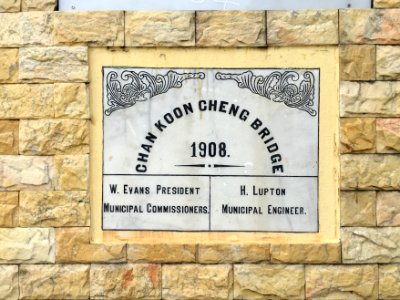 CHAN KOON CHENG BRIDGE
1908.
W. EVANS PRESIDENT
MUNICIPAL COMMISSIONERS.
H. LUPTON
MUNICIPAL ENGINEER.